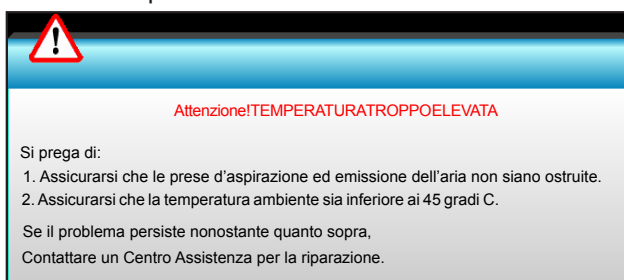 Attenzione!TEMPERATURATROPPOELEVATA
Si prega di:
1. Assicurarsi che le prese d'aspirazione ed emissione dell'aria non siano ostruite.
2. Assicurarsi che la temperatura ambiente sia inferiore ai 45 gradi C.
Se il problema persiste nonostante quanto sopra,
Contattare un Centro Assistenza per la riparazione.